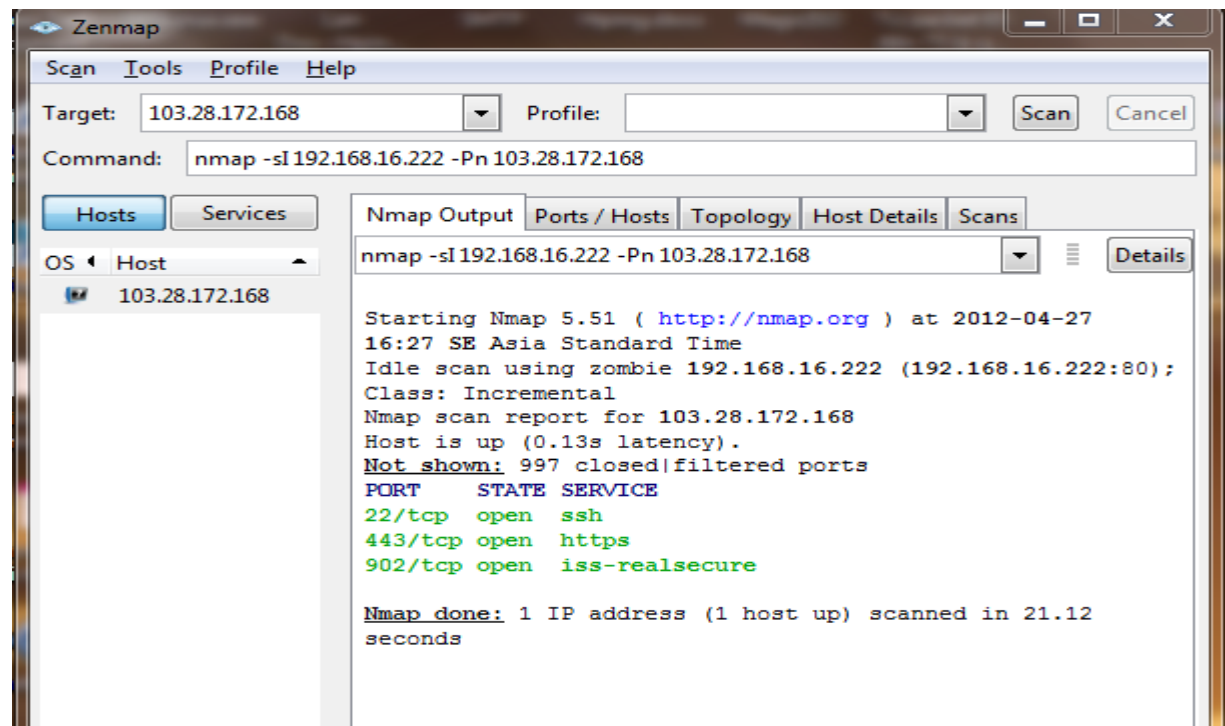 Zenmap
Scan Tools Profile Help
Target: 103.28.172.168 Profile: Scan Cancel
Command: nmap -sI 192.168.16.222 -Pn 103.28.172.168
Hosts Services
OS Host
103.28.172.168
Nmap Output Ports / Hosts Topology Host Details Scans
nmap -sI 192.168.16.222 -Pn 103.28.172.168 Details
Starting Nmap 5.51 ( http://nmap.org ) at 2012-04-27
16:27 SE Asia Standard Time
Idle scan using zombie 192.168.16.222 (192.168.16.222:80);
Class: Incremental
Nmap scan report for 103.28.172.168
Host is up (0.13s latency).
Not shown: 997 closed|filtered ports
PORT STATE SERVICE
22/tcp open ssh
443/tcp open https
902/tcp open iss-realsecure
Nmap done: 1 IP address (1 host up) scanned in 21.12
seconds